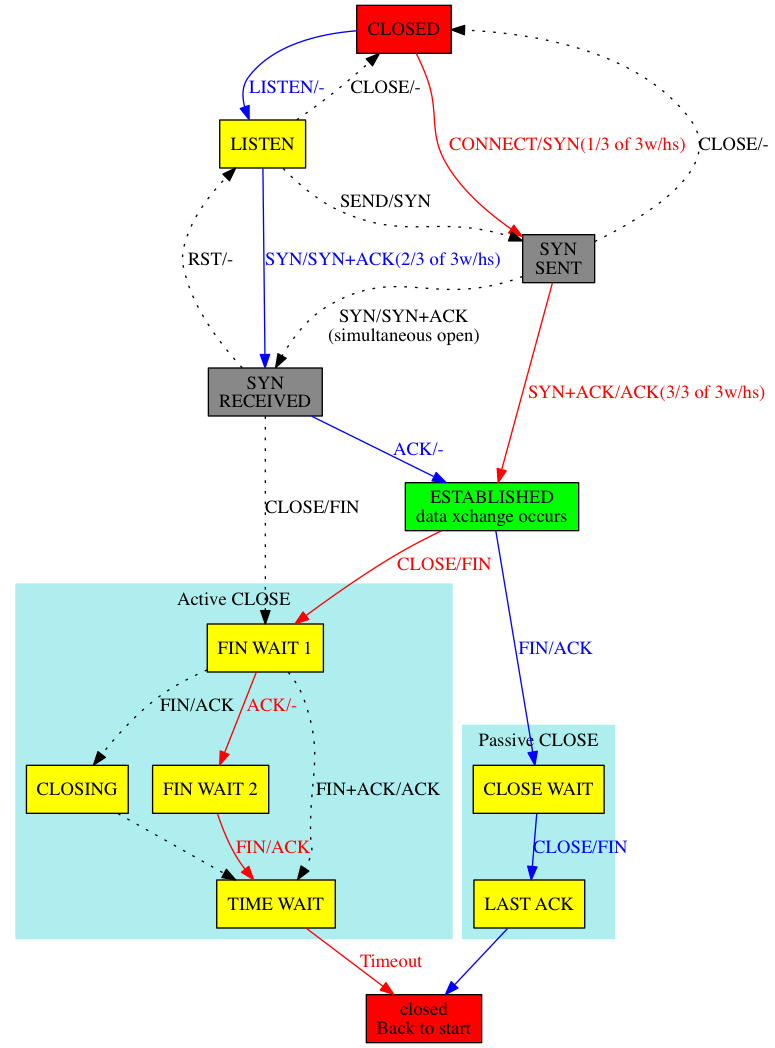 CLOSED
LISTEN/-
CLOSE/-
LISTEN
CONNECT/SYN(1/3 of 3w/hs)
CLOSE/-
SEND/SYN
SYN
SENT
RST/-
SYN/SYN+ACK(2/3 of 3w/hs)
SYN/SYN+ACK
(simultaneous open)
SYN
RECEIVED
SYN+ACK/ACK(3/3 of 3w/hs)
ACK/-
ESTABLISHED
data xchange occurs
CLOSE/FIN
CLOSE/FIN
Active CLOSE
FIN WAIT 1
FIN/ACK
FIN/ACK
ACK/-
Passive CLOSE
CLOSING
FIN WAIT 2
FIN+ACK/ACK
CLOSE WAIT
FIN/ACK
CLOSE/FIN
TIME WAIT
LAST ACK
Timeout
closed
Back to start